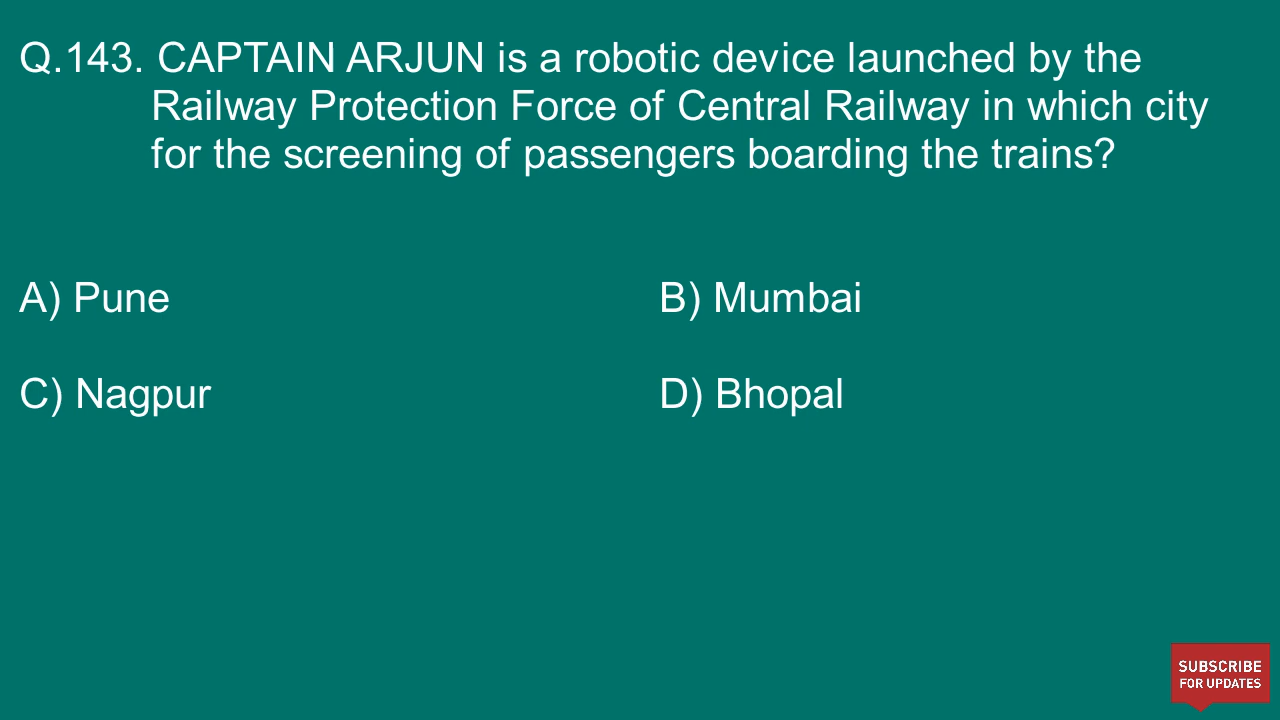 Q.143. CAPTAIN ARJUN is a robotic device launched by the
Railway Protection Force of Central Railway in which city
for the screening of passengers boarding the trains?
A) Pune
B) Mumbai
C) Nagpur
D) Bhopal
SUBSCRIBE
FOR UPDATES